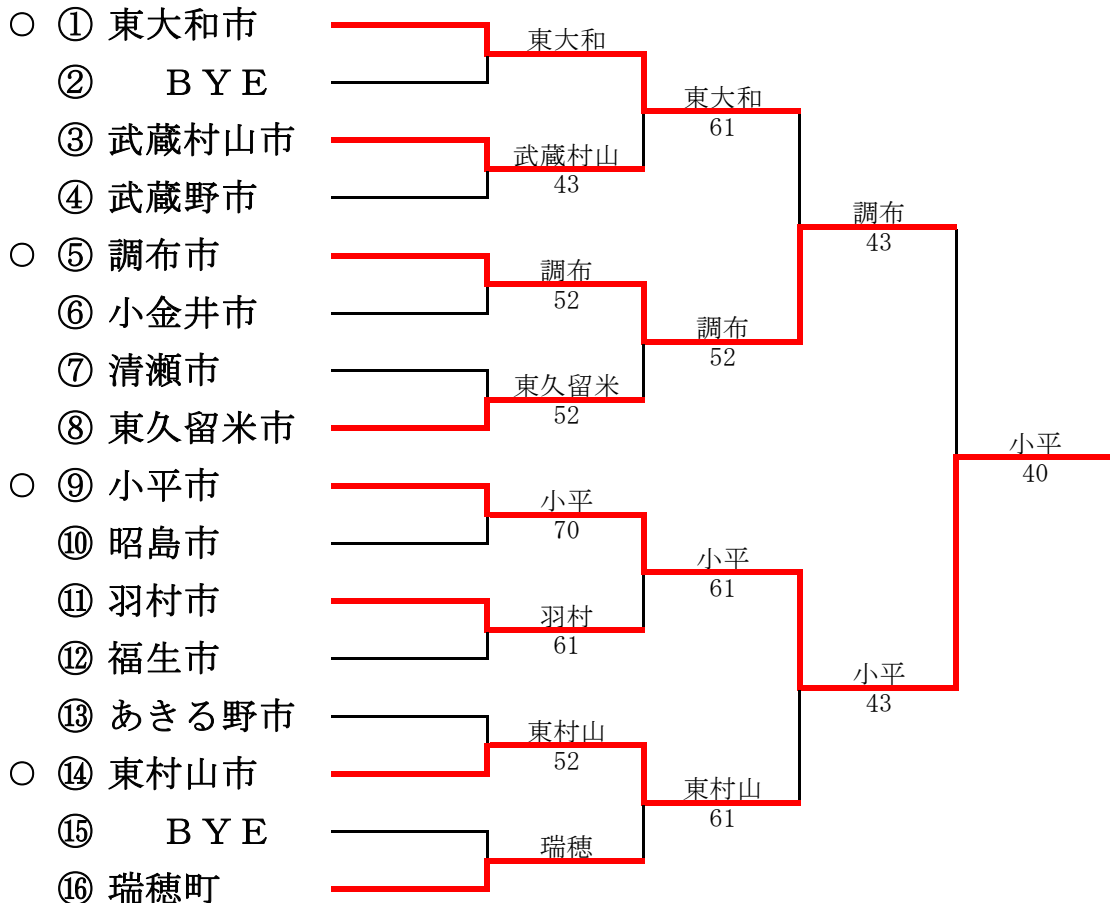 ○ ① 東大和市
② BYE
③ 武蔵村山市
④ 武蔵野市
○ ⑤ 調布市
⑥ 小金井市
⑦ 清瀬市
⑧ 東久留米市
○ ⑨ 小平市
⑩ 昭島市
⑪ 羽村市
⑫ 福生市
⑬ あきる野市
○ ⑭ 東村山市
⑮ BYE
⑯ 瑞穂町
東大和
武蔵村山
43
調布
52
東久留米
52
小平
70
羽村
61
東村山
52
瑞穂
東大和
61
調布
52
小平
61
東村山
61
調布
43
小平
43
小平
40